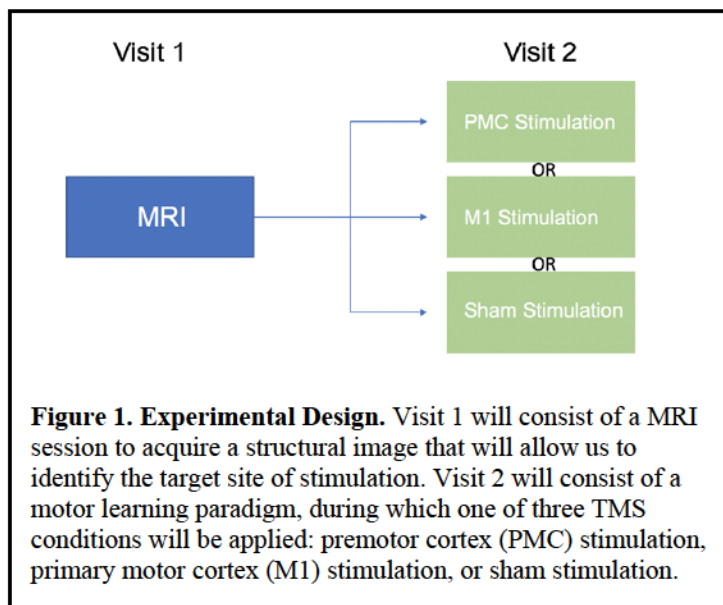 Visit 1
Visit 2
PMC Stimulation
OR
MRI
M1 Stimulation
OR
Sham Stimulation
Figure 1. Experimental Design. Visit 1 will consist of a MRI
session to acquire a structural image that will allow us to
identify the target site of stimulation. Visit 2 will consist of a
motor learning paradigm, during which one of three TMS
conditions will be applied: premotor cortex (PMC) stimulation,
primary motor cortex (M1) stimulation, or sham stimulation.